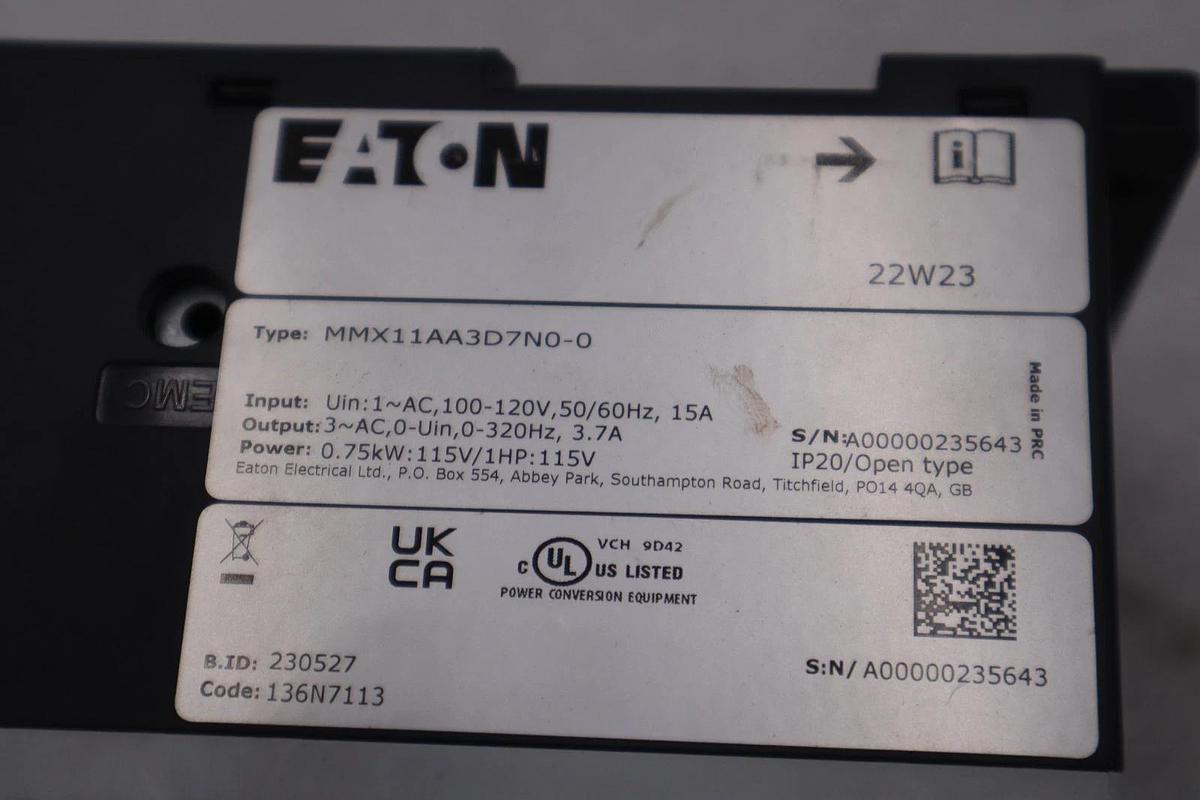 EATON
i
22W23
Type: MMX11AA3D7N0-0
Input: Uin:1~AC,100-120V,50/60Hz, 15A
Output:3~AC,0-Uin,0-320Hz, 3.7A
Power: 0.75kW:115V/1HP:115V
S/N:A00000235643
IP20/Open type
Made in PRC
Eaton Electrical Ltd., P.O. Box 554, Abbey Park, Southampton Road, Titchfield, PO14 4QA, GB
EMC
UK
CA
c UL US LISTED
VCH 9D42
POWER CONVERSION EQUIPMENT
B.ID: 230527
Code: 136N7113
S:N/ A00000235643